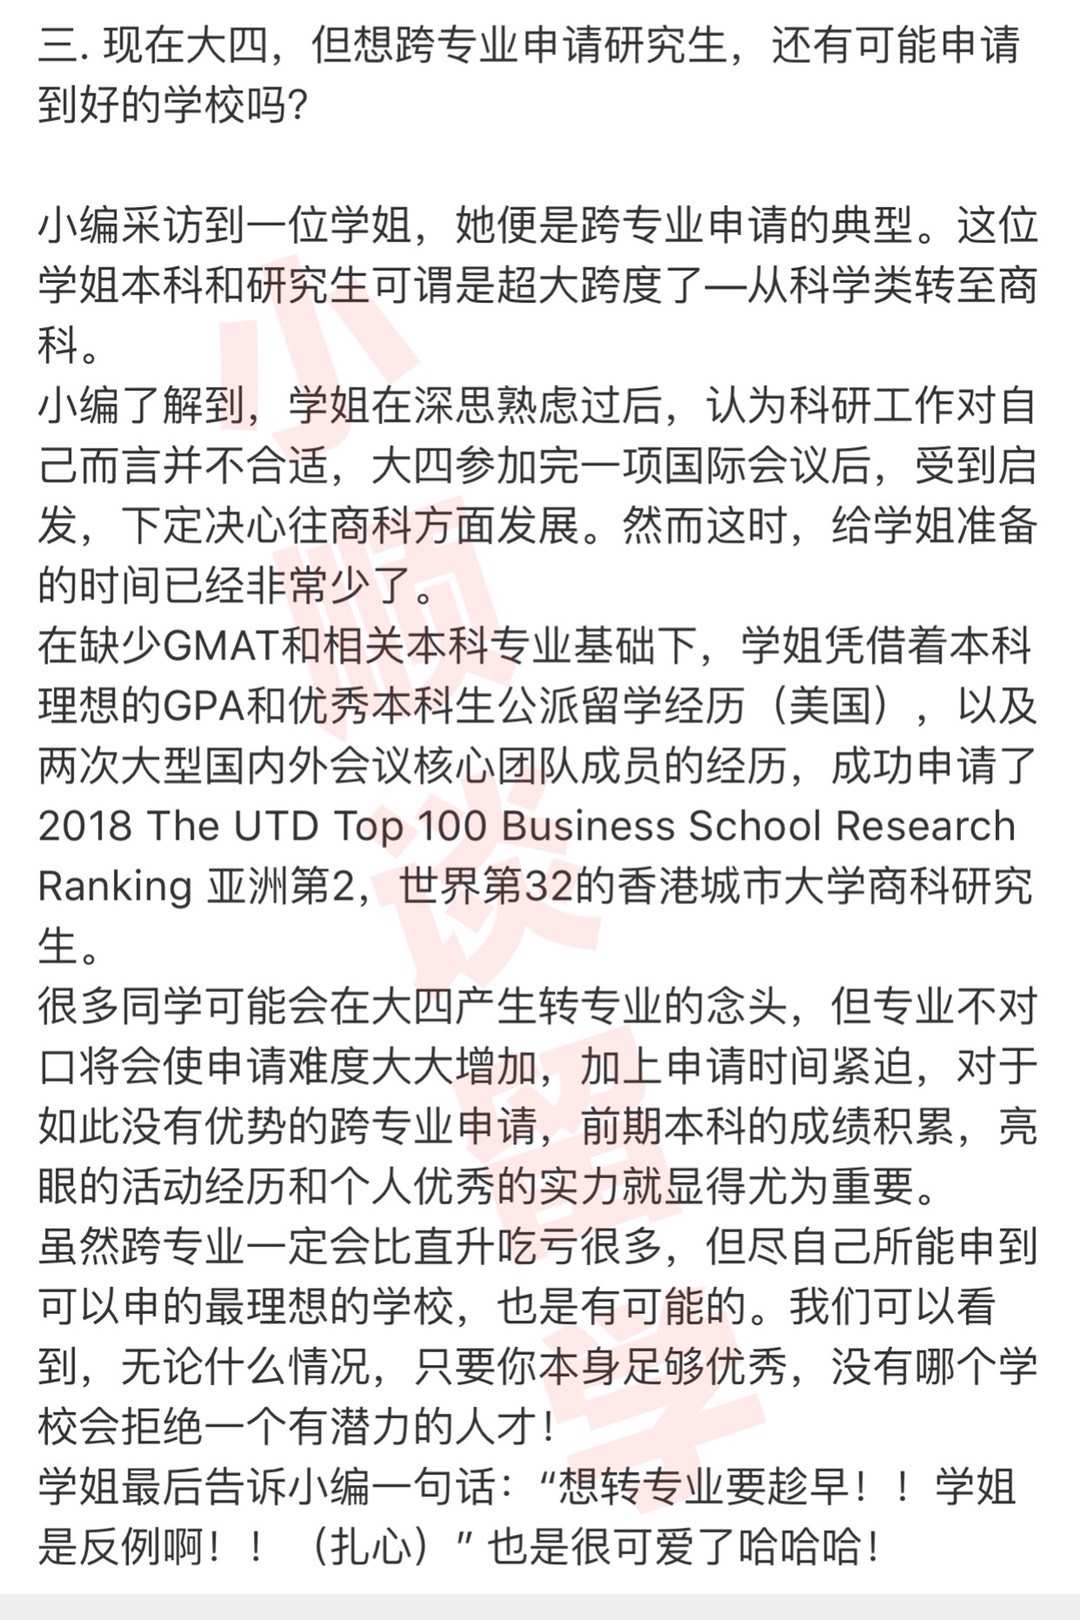 三. 现在大四，但想跨专业申请研究生，还有可能申请
到好的学校吗？
小编采访到一位学姐，她便是跨专业申请的典型。这位
学姐本科和研究生可谓是超大跨度了—从科学类转至商
科。
小编了解到，学姐在深思熟虑过后，认为科研工作对自
己而言并不合适，大四参加完一项国际会议后，受到启
发，下定决心往商科方面发展。然而这时，给学姐准备
的时间已经非常少了。
在缺少GMAT和相关本科专业基础下，学姐凭借着本科
理想的GPA和优秀本科生公派留学经历（美国），以及
两次大型国内外会议核心团队成员的经历，成功申请了
2018 The UTD Top 100 Business School Research
Ranking 亚洲第2，世界第32的香港城市大学商科研究
生。
很多同学可能会在大四产生转专业的念头，但专业不对
口将会使申请难度大大增加，加上申请时间紧迫，对于
如此没有优势的跨专业申请，前期本科的成绩积累，亮
眼的活动经历和个人优秀的实力就显得尤为重要。
虽然跨专业一定会比直升吃亏很多，但尽自己所能申到
可以申的最理想的学校，也是有可能的。我们可以看
到，无论什么情况，只要你本身足够优秀，没有哪个学
校会拒绝一个有潜力的人才！
学姐最后告诉小编一句话：“想转专业要趁早！！学姐
是反例啊！！（扎心）” 也是很可爱了哈哈哈！
小顺谈留学